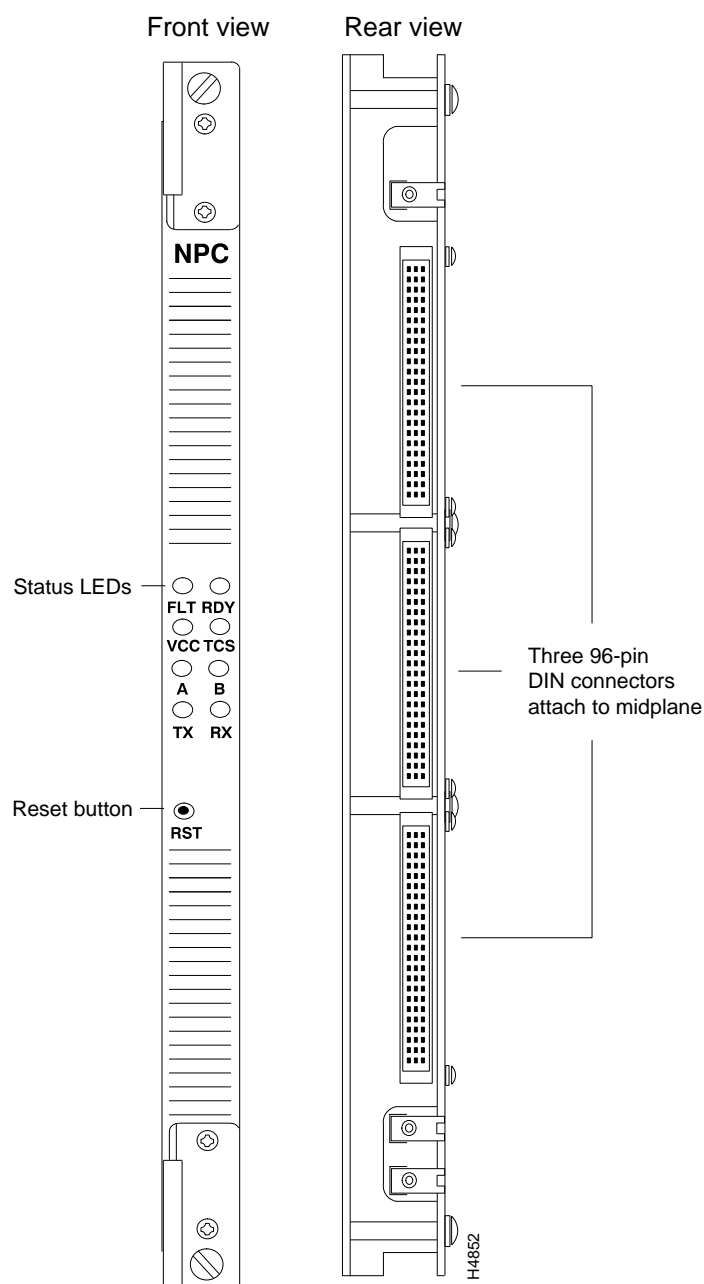 Front view
Rear view
NPC
Status LEDs
FLT RDY
VCC TCS
A B
TX RX
Reset button
RST
Three 96-pin
DIN connectors
attach to midplane
H4852